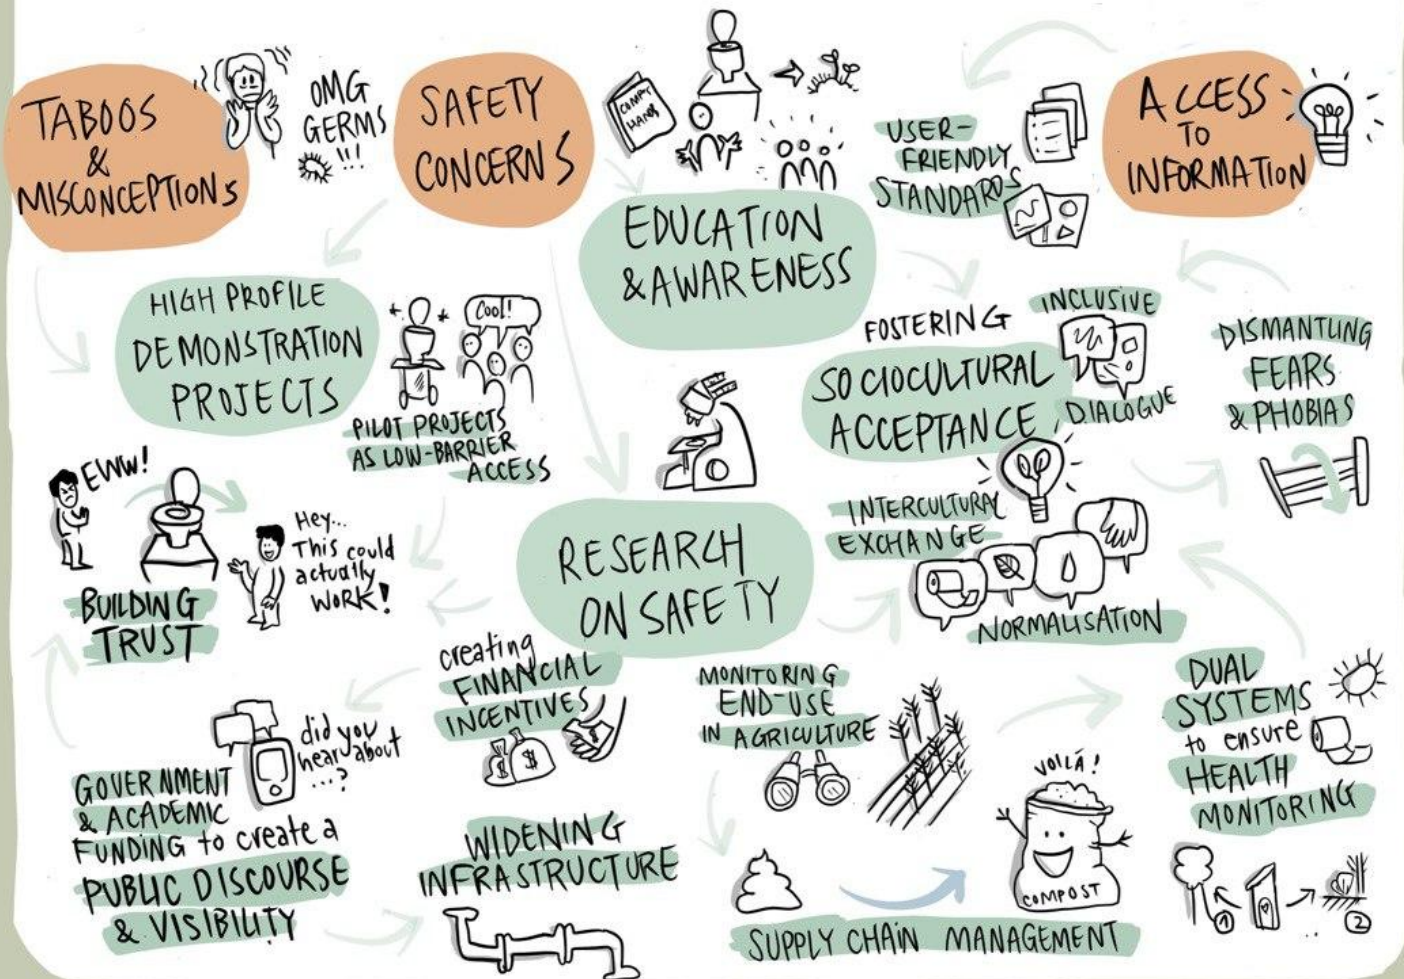 TABOOS
&
MISCONCEPTIONS
OMG
GERMS
!!!
SAFETY
CONCERNS
EDUCATION
& AWARENESS
USER-
FRIENDLY
STANDARDS
ACCESS
TO
INFORMATION
HIGH PROFILE
DEMONSTRATION
PROJECTS
Cool!
PILOT PROJECTS
AS LOW-BARRIER
ACCESS
FOSTERING
SOCIOCULTURAL
ACCEPTANCE
INCLUSIVE
DIALOGUE
DISMANTLING
FEARS
& PHOBIAS
EWW!
Hey...
This could
actually
WORK!
BUILDING
TRUST
RESEARCH
ON SAFETY
INTERCULTURAL
EXCHANGE
NORMALISATION
creating
FINANCIAL
INCENTIVES
$
$
$
MONITORING
END-USE
IN AGRICULTURE
DUAL
SYSTEMS
to ensure
HEALTH
MONITORING
1
2
did you
hear about
...?
GOVERNMENT
& ACADEMIC
FUNDING to create a
PUBLIC DISCOURSE
& VISIBILITY
WIDENING
INFRASTRUCTURE
VOILÁ!
COMPOST
SUPPLY CHAIN MANAGEMENT